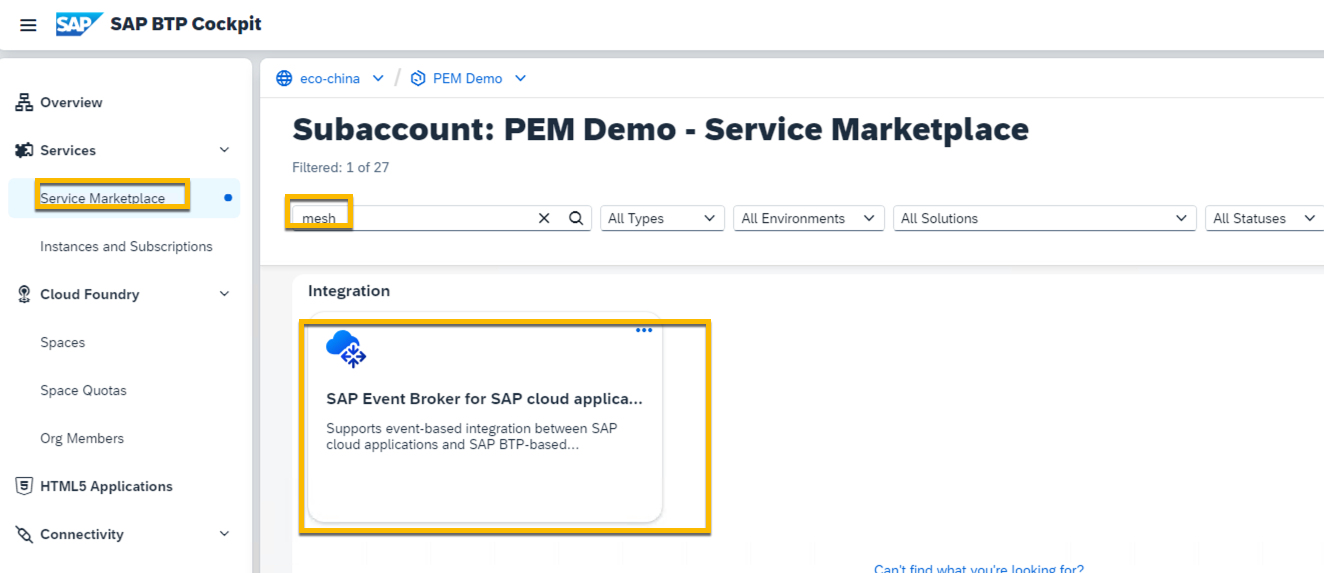 SAP SAP BTP Cockpit
Overview
Services
Service Marketplace
Instances and Subscriptions
Cloud Foundry
Spaces
Space Quotas
Org Members
HTML5 Applications
Connectivity
eco-china / PEM Demo
Subaccount: PEM Demo - Service Marketplace
Filtered: 1 of 27
mesh
All Types
All Environments
All Solutions
All Statuses
Integration
SAP Event Broker for SAP cloud applica...
Supports event-based integration between SAP
cloud applications and SAP BTP-based...
Can't find what you're looking for?